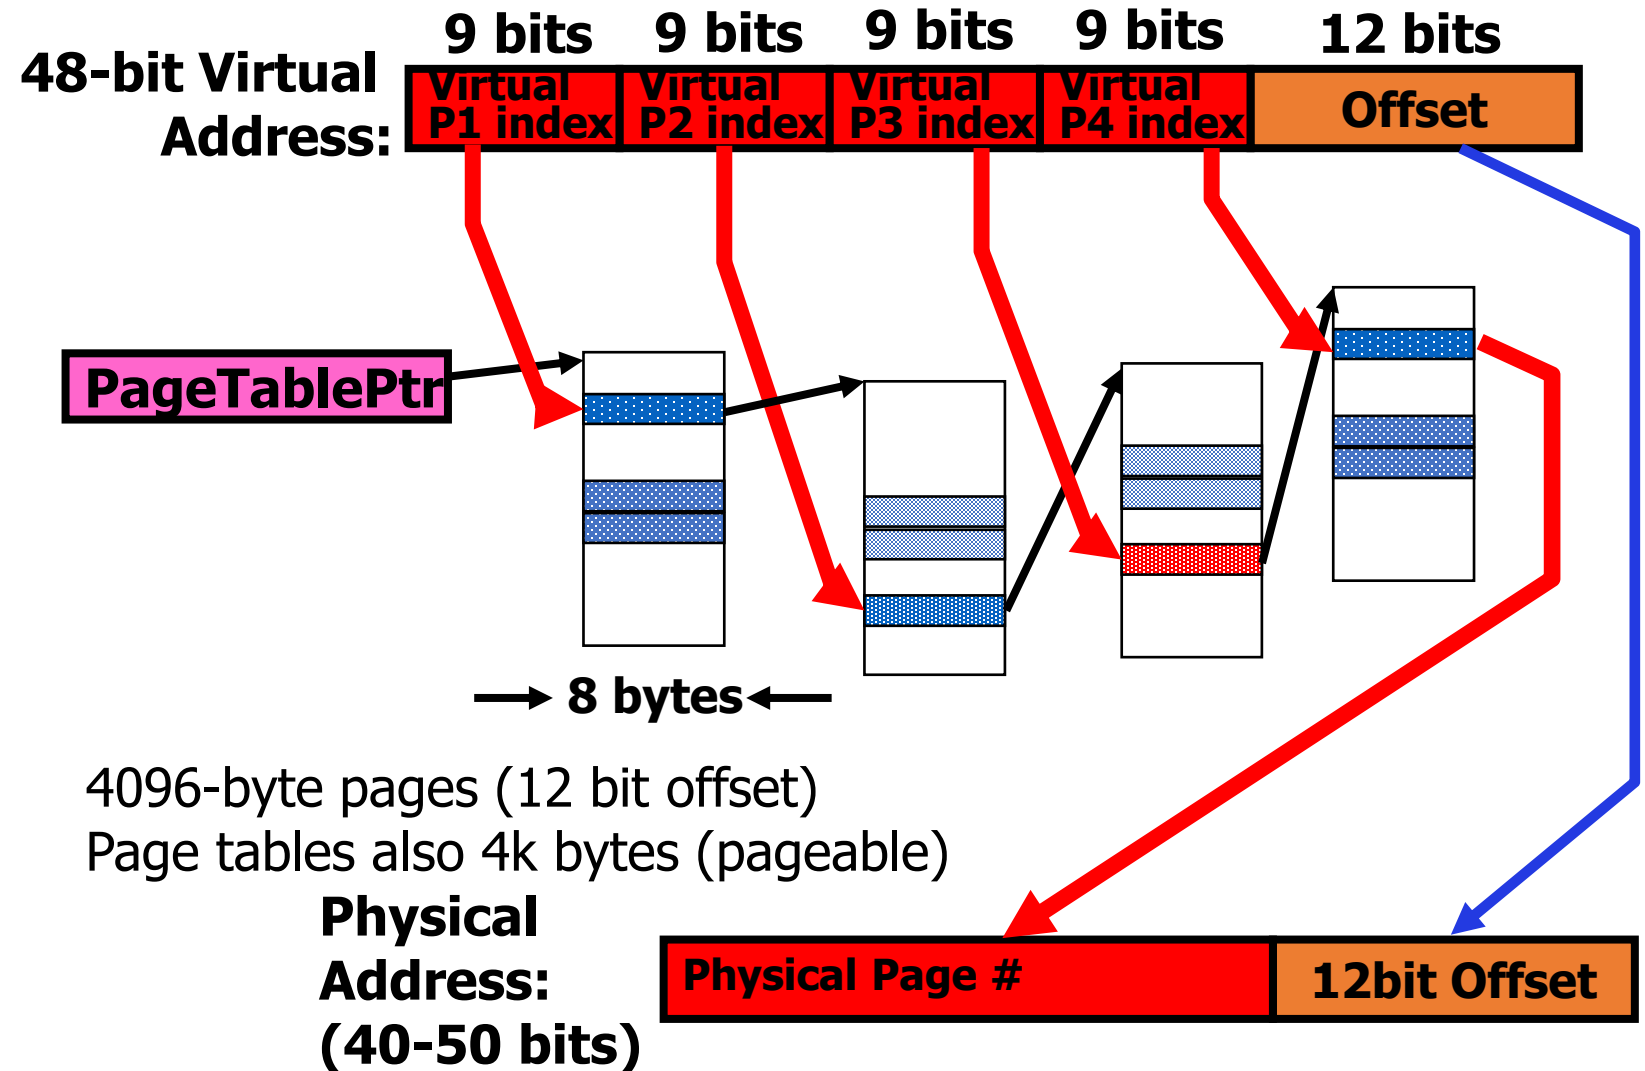 9 bits 9 bits 9 bits 9 bits 12 bits
48-bit Virtual
Address:
Virtual
P1 index
Virtual
P2 index
Virtual
P3 index
Virtual
P4 index
Offset
PageTablePtr
8 bytes
4096-byte pages (12 bit offset)
Page tables also 4k bytes (pageable)
Physical
Address:
(40-50 bits)
Physical Page #
12bit Offset